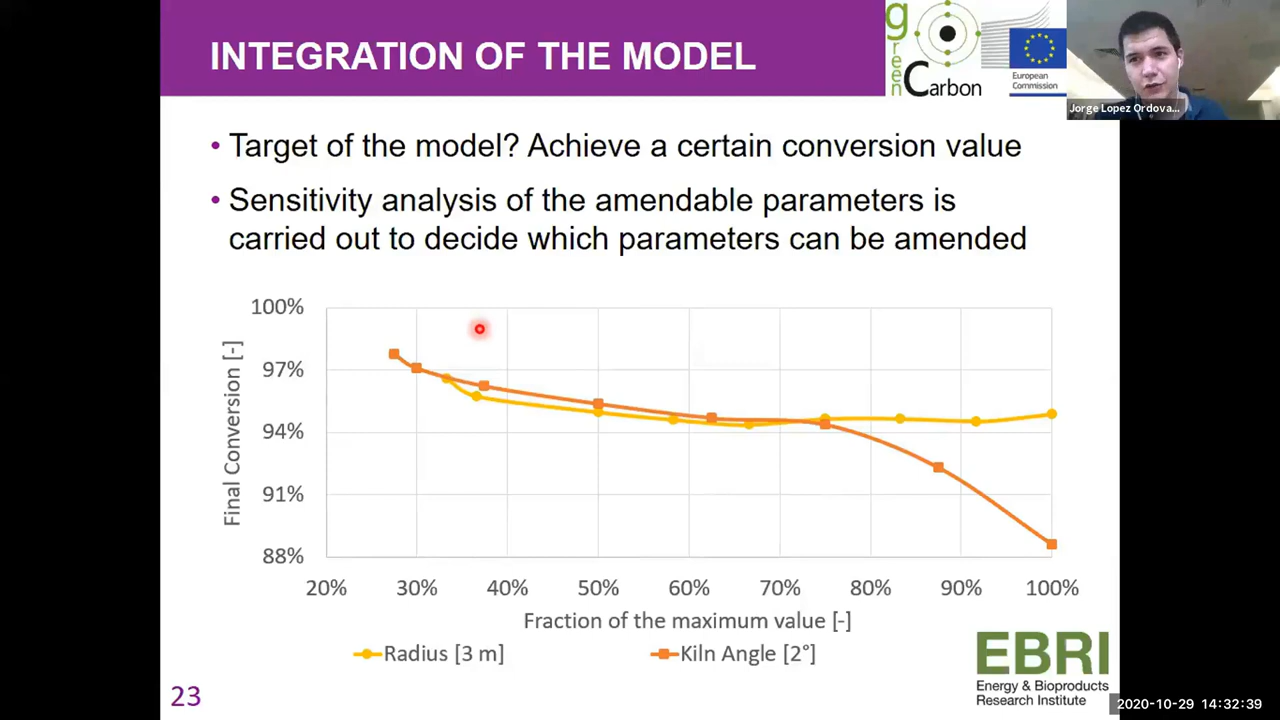 INTEGRATION OF THE MODEL
green
Carbon
European
Commission
Jorge Lopez Ordova...
• Target of the model? Achieve a certain conversion value
• Sensitivity analysis of the amendable parameters is
carried out to decide which parameters can be amended
Final Conversion [-]
100%
97%
94%
91%
88%
20% 30% 40% 50% 60% 70% 80% 90% 100%
Fraction of the maximum value [-]
Radius [3 m] Kiln Angle [2°]
EBRI
Energy & Bioproducts
Research Institute
23
2020-10-29 14:32:39